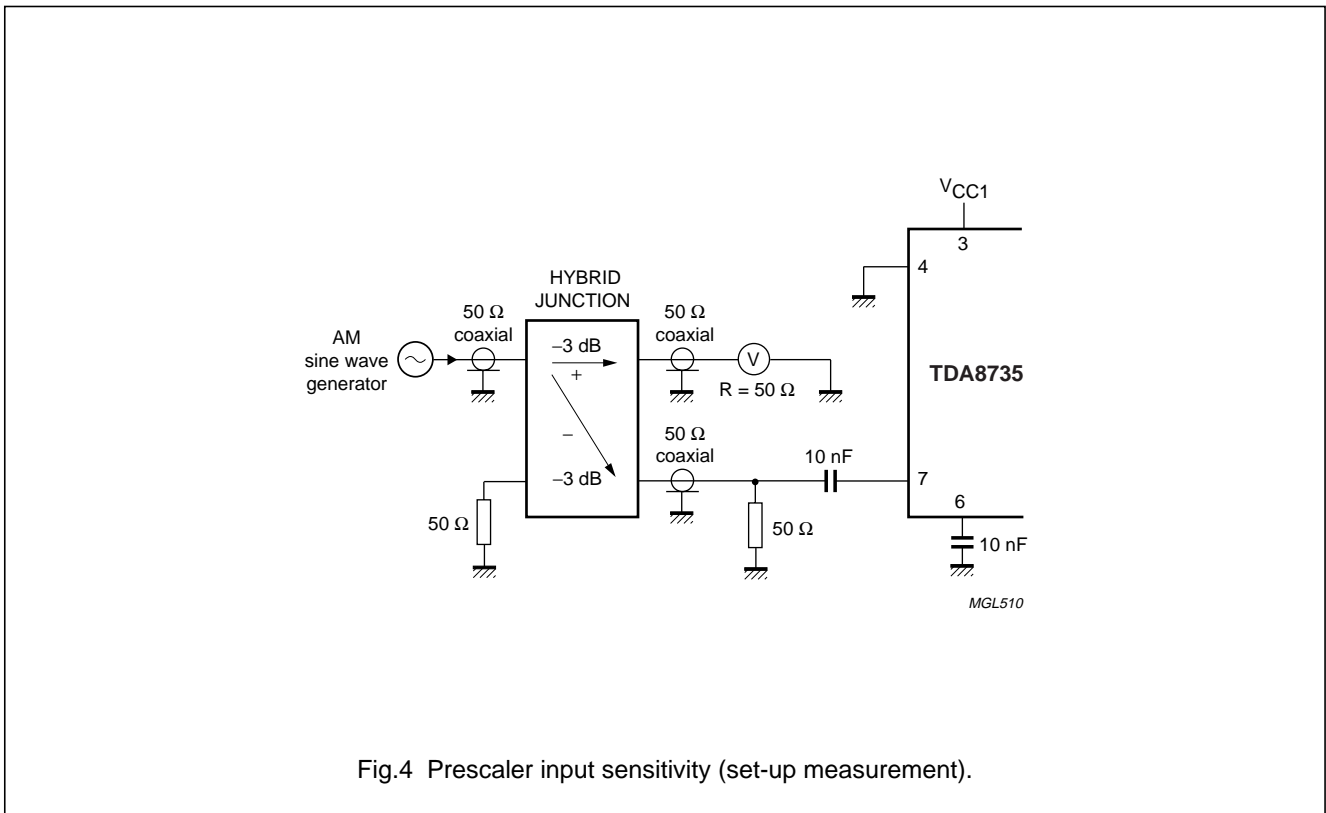 VCC1
3
4
HYBRID
JUNCTION
50 Ω
coaxial
50 Ω
coaxial
AM
sine wave
generator
−3 dB
+
V
R = 50 Ω
TDA8735
−
50 Ω
coaxial
10 nF
−3 dB
7
6
50 Ω
50 Ω
10 nF
MGL510
Fig.4 Prescaler input sensitivity (set-up measurement).